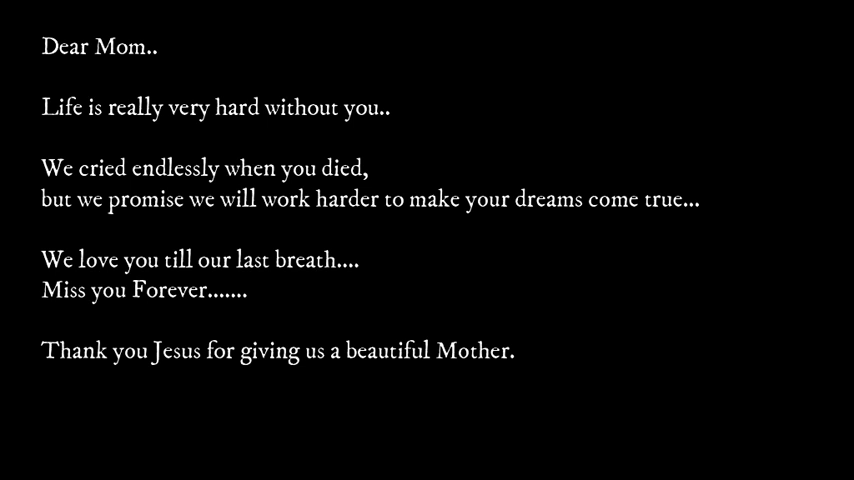 Dear Mom..
Life is really very hard without you..
We cried endlessly when you died,
but we promise we will work harder to make your dreams come true...
We love you till our last breath....
Miss you Forever.......
Thank you Jesus for giving us a beautiful Mother.